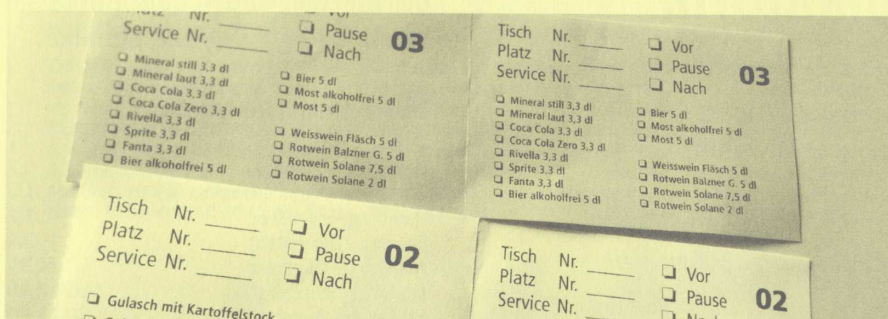 Platz Nr.
Vor
Service Nr.
Pause
03
Nach
Mineral still 3,3 dl
Mineral laut 3,3 dl
Coca Cola 3,3 dl
Coca Cola Zero 3,3 dl
Rivella 3,3 dl
Sprite 3,3 dl
Fanta 3,3 dl
Bier alkoholfrei 5 dl
Bier 5 dl
Most alkoholfrei 5 dl
Most 5 dl
Weisswein Fläsch 5 dl
Rotwein Balzner G. 5 dl
Rotwein Solane 7,5 dl
Rotwein Solane 2 dl
Tisch Nr.
Vor
Platz Nr.
Pause
03
Service Nr.
Nach
Mineral still 3,3 dl
Mineral laut 3,3 dl
Coca Cola 3,3 dl
Coca Cola Zero 3,3 dl
Rivella 3,3 dl
Sprite 3,3 dl
Fanta 3,3 dl
Bier alkoholfrei 5 dl
Bier 5 dl
Most alkoholfrei 5 dl
Most 5 dl
Weisswein Fläsch 5 dl
Rotwein Balzner G. 5 dl
Rotwein Solane 7,5 dl
Rotwein Solane 2 dl
Tisch Nr.
Vor
Platz Nr.
Pause
02
Service Nr.
Nach
Gulasch mit Kartoffelstock
Tisch Nr.
Vor
Platz Nr.
Pause
02
Service Nr.